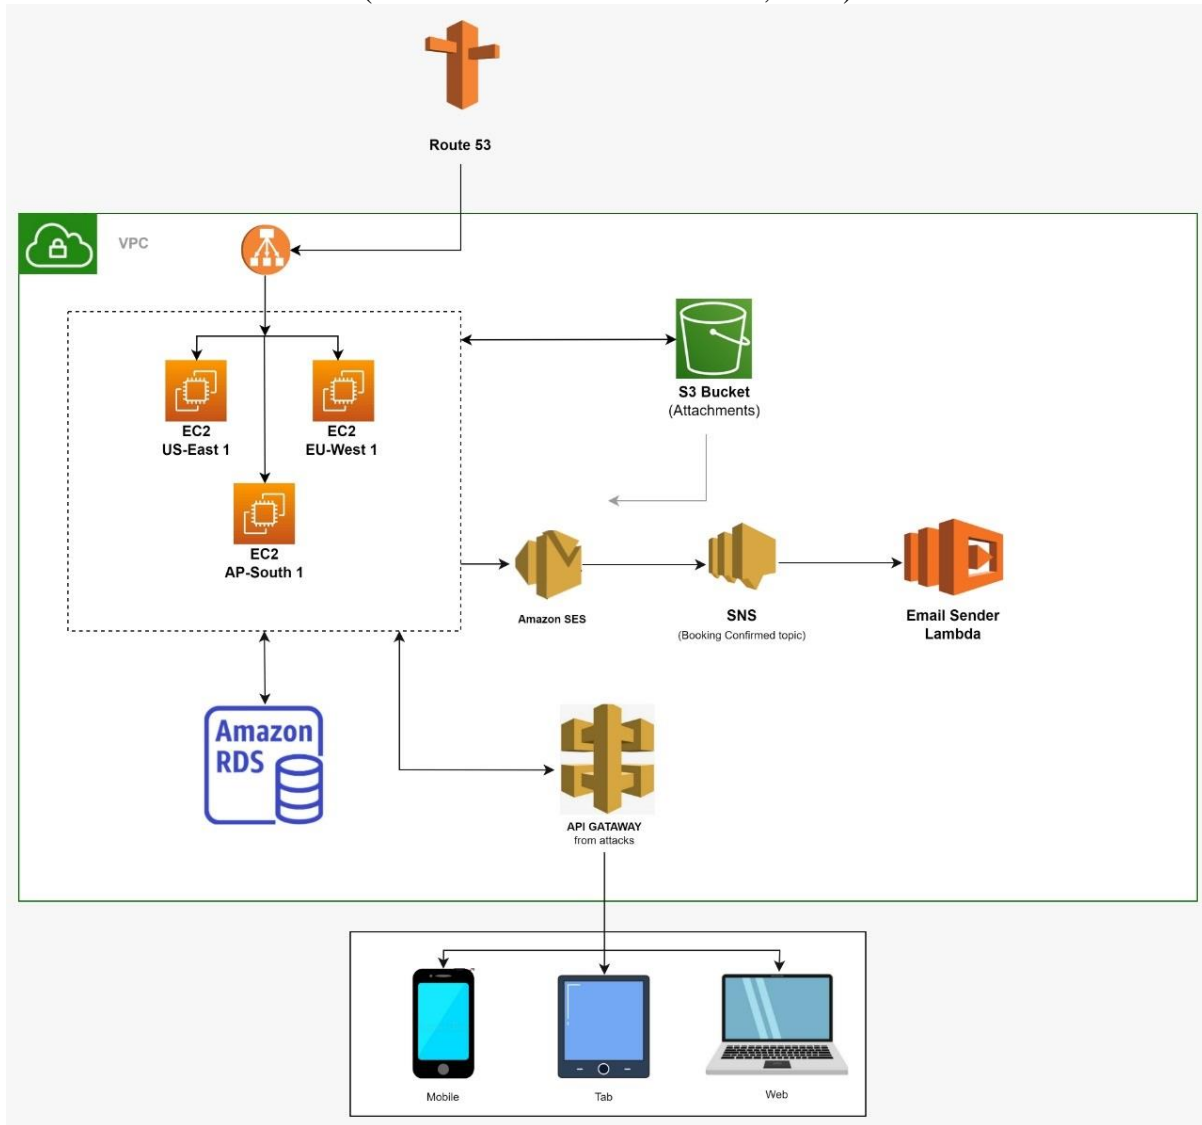 Route 53
VPC
S3 Bucket
(Attachments)
EC2
US-East 1
EC2
EU-West 1
EC2
AP-South 1
Amazon SES
SNS
(Booking Confirmed topic)
Email Sender
Lambda
Amazon
RDS
API GATAWAY
from attacks
Mobile
Tab
Web